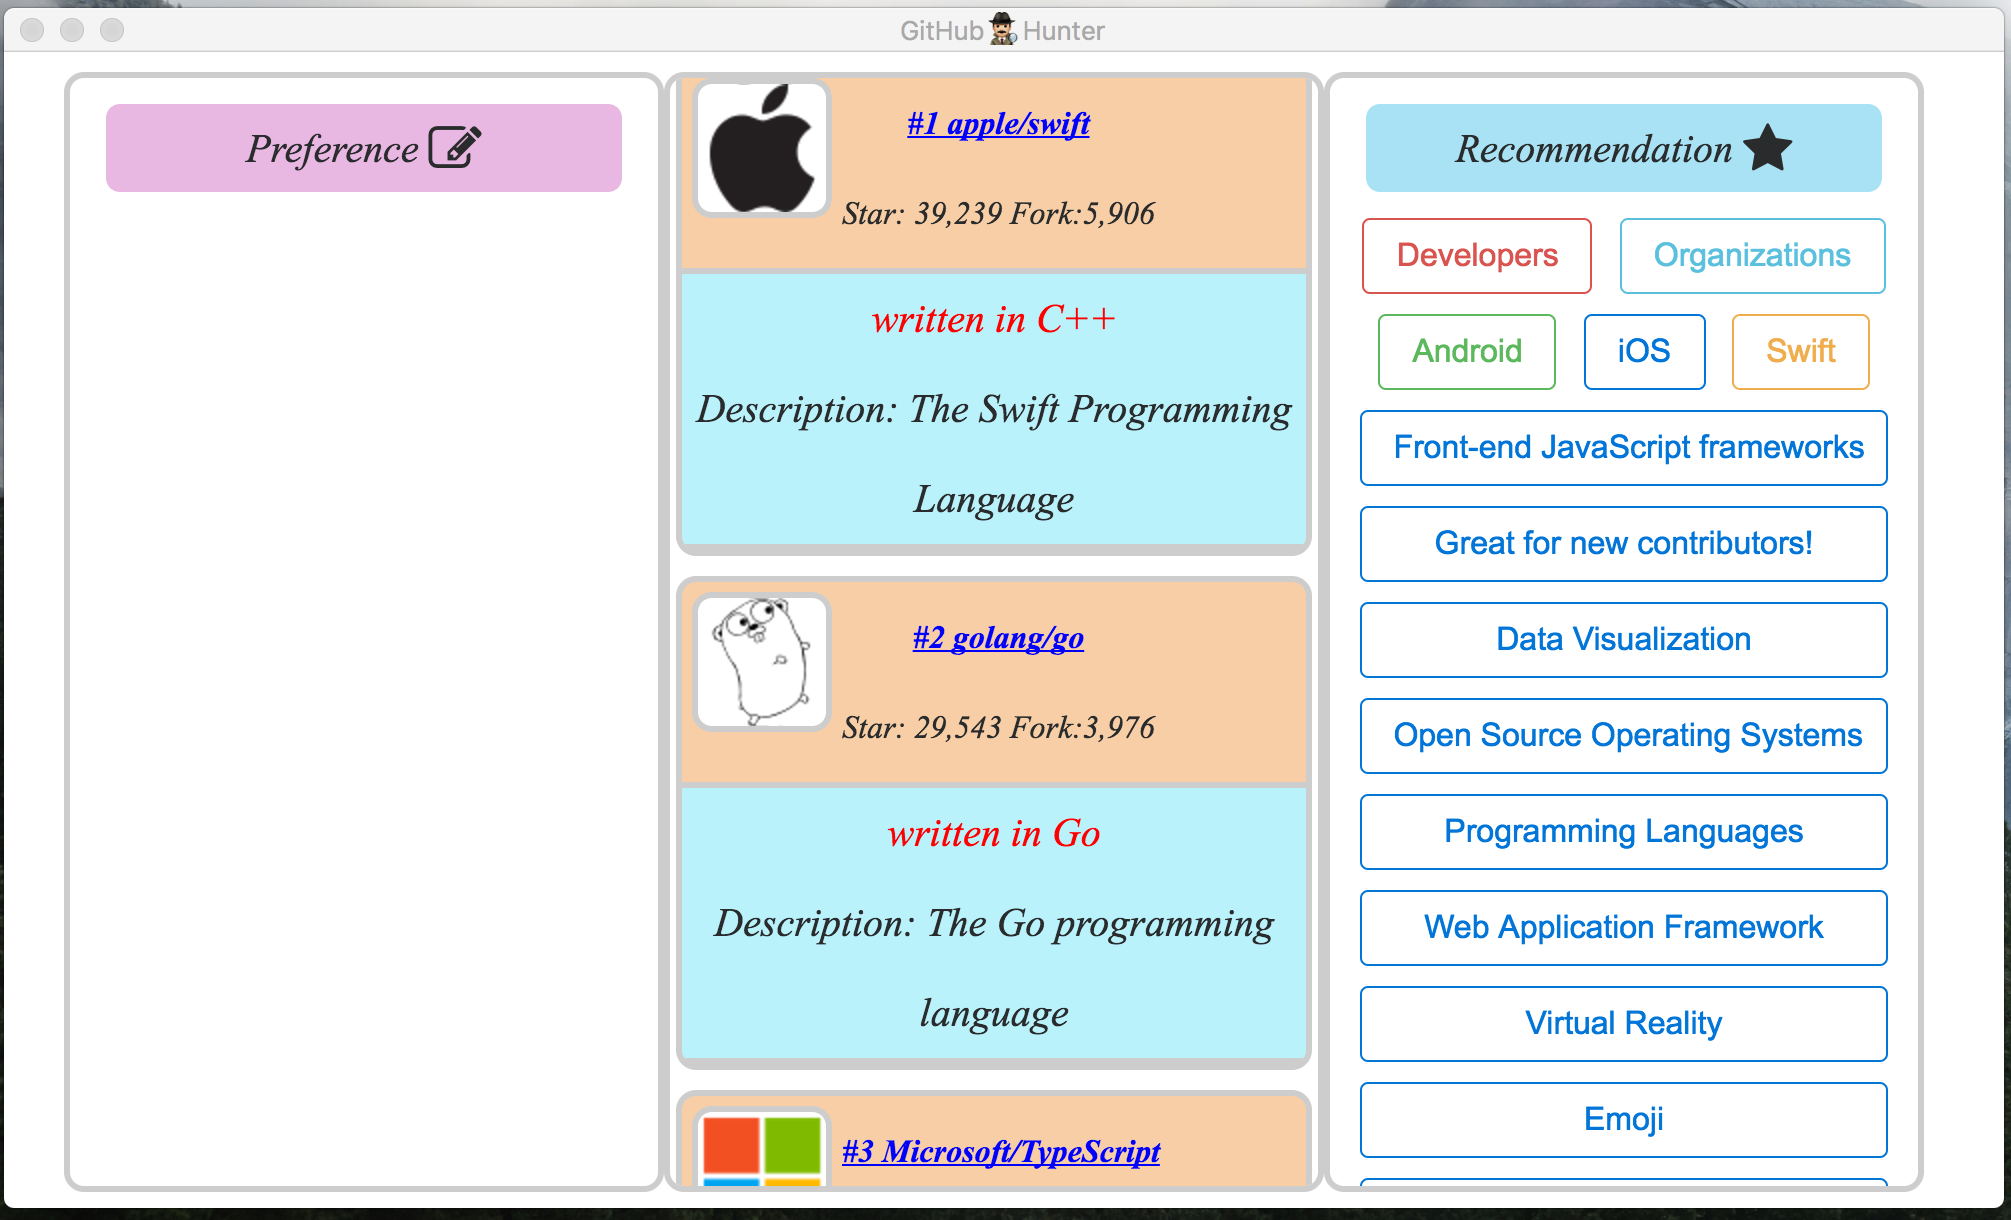 GitHub🕵Hunter
Preference
#1 apple/swift
Star: 39,239 Fork:5,906
written in C++
Description: The Swift Programming
Language
#2 golang/go
Star: 29,543 Fork:3,976
written in Go
Description: The Go programming
language
#3 Microsoft/TypeScript
Recommendation
Developers
Organizations
Android
iOS
Swift
Front-end JavaScript frameworks
Great for new contributors!
Data Visualization
Open Source Operating Systems
Programming Languages
Web Application Framework
Virtual Reality
Emoji